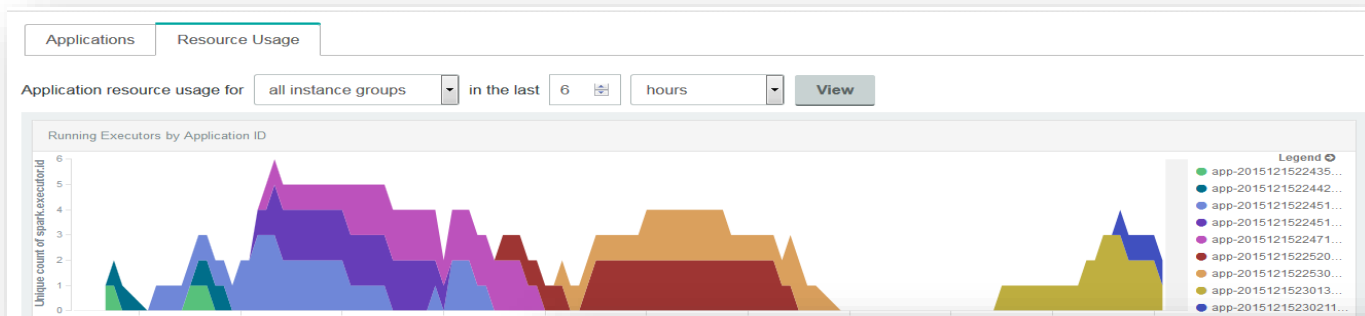 Applications Resource Usage
Application resource usage for all instance groups in the last 6 hours View
Running Executors by Application ID
Unique count of spark.executor.id
6
5
4
3
2
1
0
Legend
app-2015121522435...
app-2015121522442...
app-2015121522451...
app-2015121522451...
app-2015121522471...
app-2015121522520...
app-2015121522530...
app-2015121523013...
app-20151215230211...